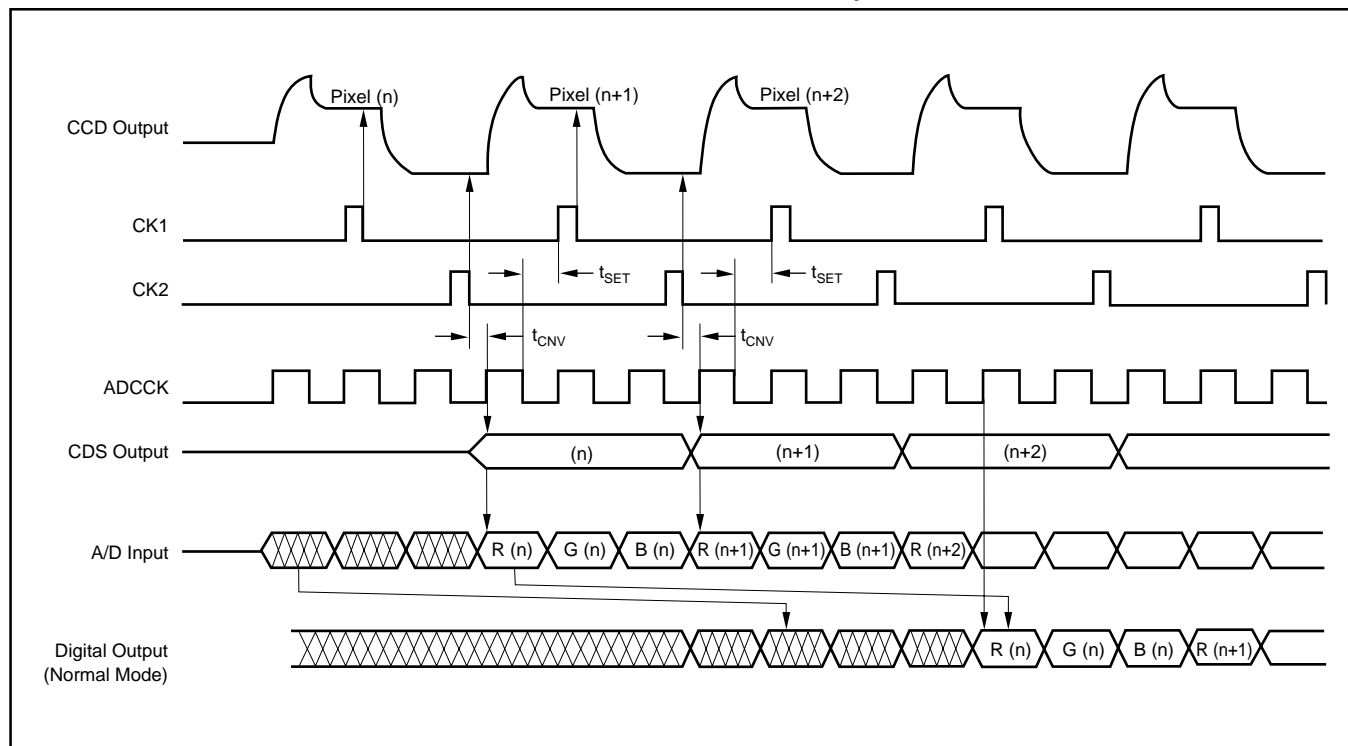 Pixel (n) Pixel (n+1) Pixel (n+2)
CCD Output
CK1
tSET tSET
CK2
tCNV tCNV
ADCCK
CDS Output (n) (n+1) (n+2)
A/D Input R (n) G (n) B (n) R (n+1) G (n+1) B (n+1) R (n+2)
Digital Output R (n) G (n) B (n) R (n+1)
(Normal Mode)